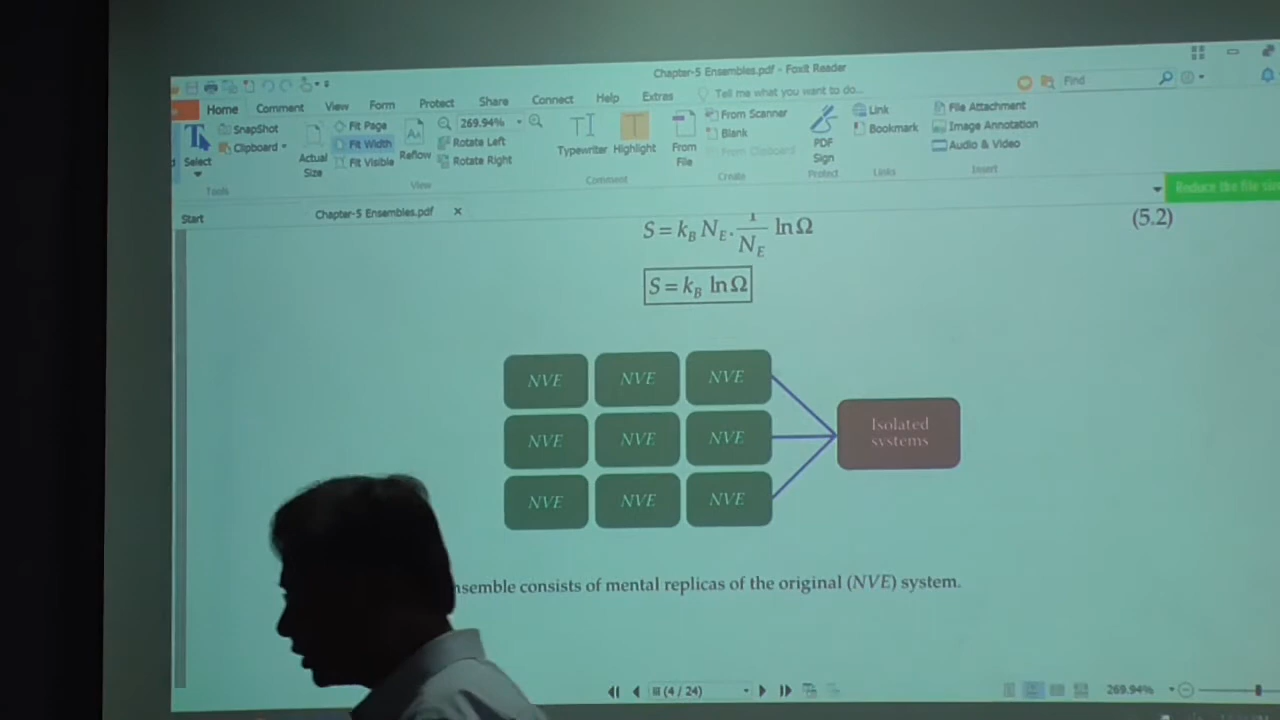 Chapter-5 Ensembles.pdf - Foxit Reader
Home Comment View Form Protect Share Connect Help Extras Tell me what you want to do... Find
Select
SnapShot
Clipboard
Tools
Actual Size
Fit Page
Fit Width
Fit Visible
Reflow
269.94%
Rotate Left
Rotate Right
View
Typewriter
Highlight
Comment
From File
From Scanner
Blank
From Clipboard
Create
PDF Sign
Protect
Link
Bookmark
Links
File Attachment
Image Annotation
Audio & Video
Insert
Reduce the file
Start
Chapter-5 Ensembles.pdf
S = k_B N_E . 1/N_E ln Ω (5.2)
S = k_B ln Ω
NVE NVE NVE
NVE NVE NVE
NVE NVE NVE
Isolated
systems
nsemble consists of mental replicas of the original (NVE) system.
(4 / 24)
269.94%